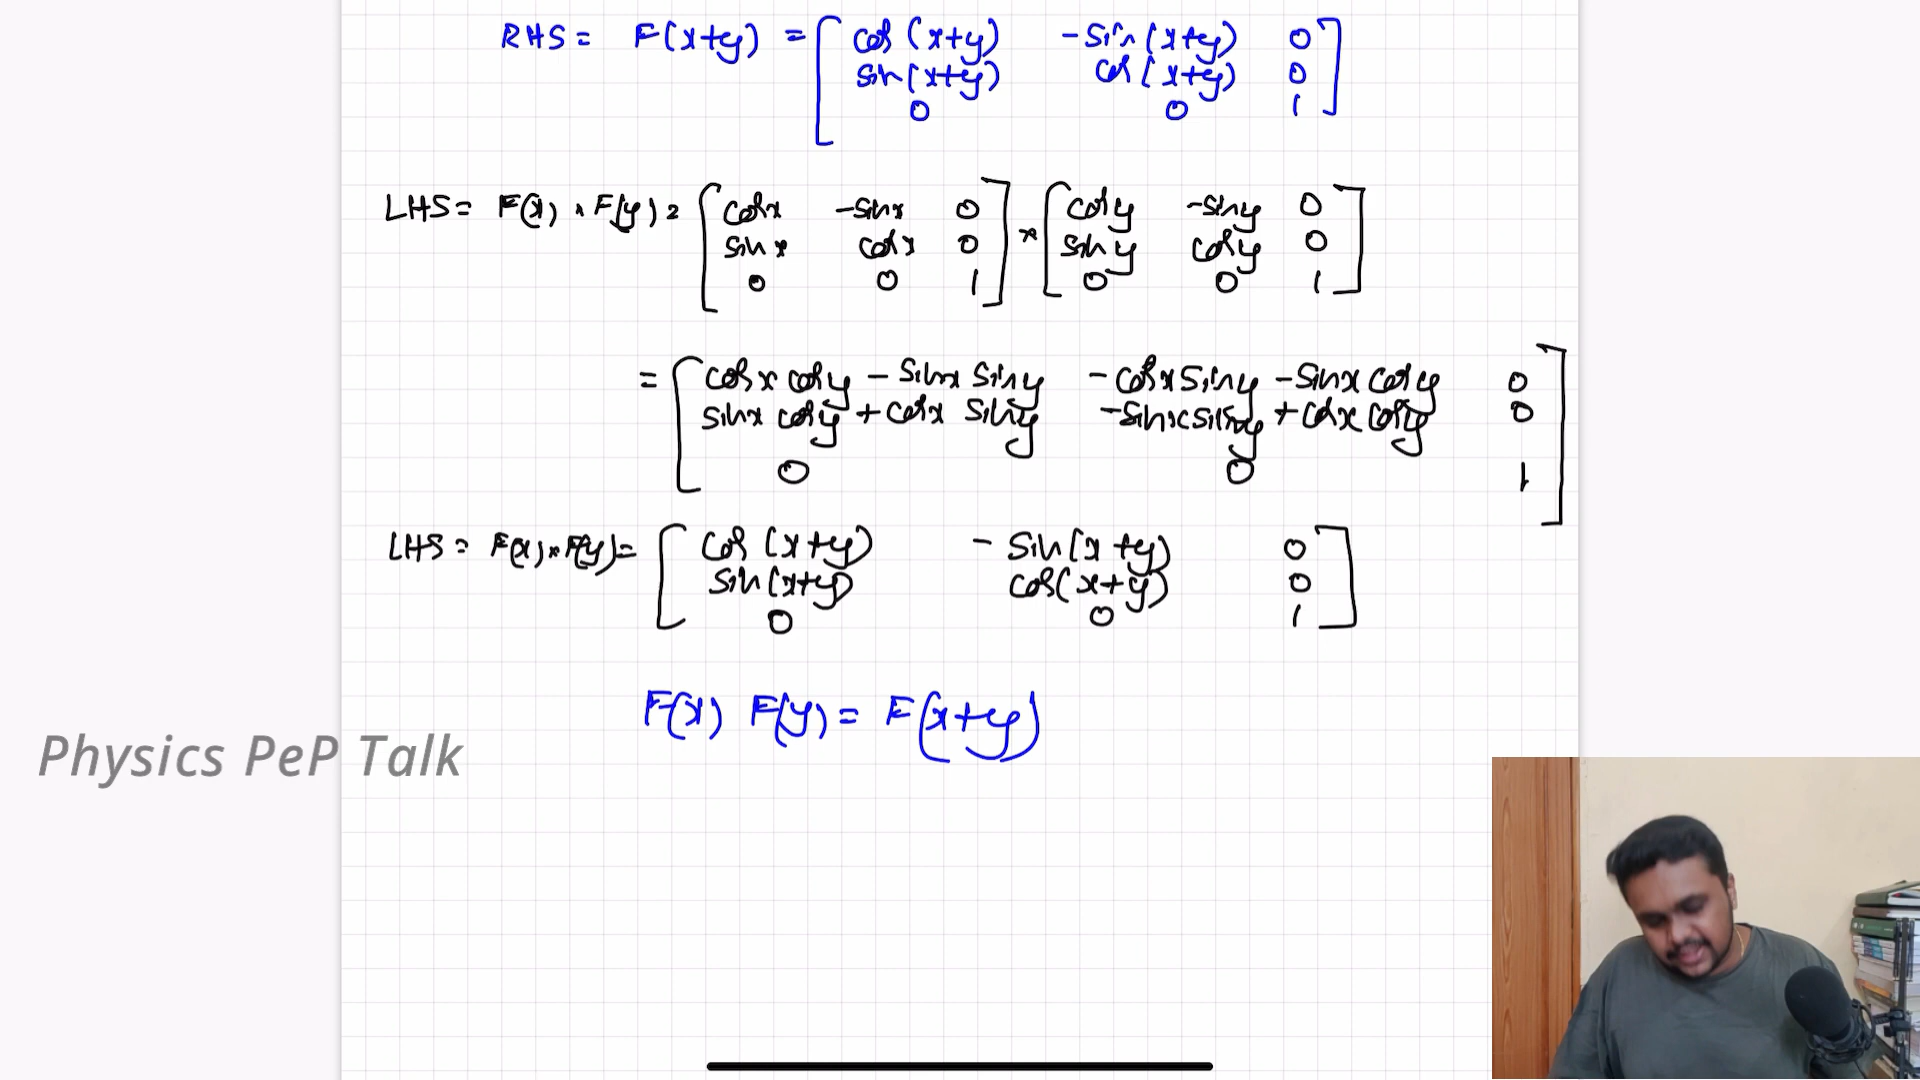 RHS = F(x+y) = [ cos(x+y) -sin(x+y) 0
sin(x+y) cos(x+y) 0
0 0 1 ]
LHS = F(x) . F(y) = [ cosx -sinx 0 ] * [ cosy -siny 0 ]
sinx cosx 0 siny cosy 0
0 0 1 0 0 1
= [ cosx cosy - sinx siny -cosx siny - sinx cosy 0
sinx cosy + cosx siny -sinx siny + cosx cosy 0
0 0 1 ]
LHS = F(x) * F(y) = [ cos(x+y) -sin(x+y) 0
sin(x+y) cos(x+y) 0
0 0 1 ]
F(x) F(y) = F(x+y)
Physics PeP Talk